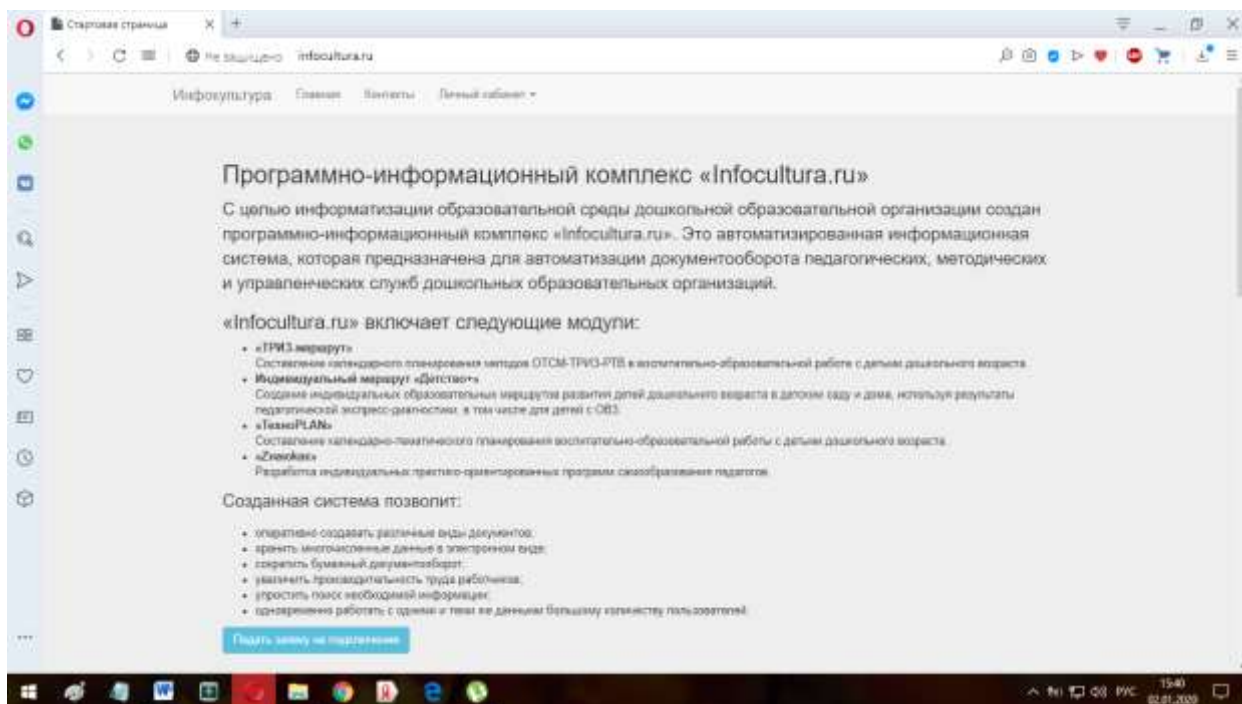 Стартовая страница
Не защищено infocultura.ru
Инфокультура Главная Контакты Личный кабинет
Программно-информационный комплекс «Infocultura.ru»
С целью информатизации образовательной среды дошкольной образовательной организации создан
программно-информационный комплекс «Infocultura.ru». Это автоматизированная информационная
система, которая предназначена для автоматизации документооборота педагогических, методических
и управленческих служб дошкольных образовательных организаций.
«Infocultura.ru» включает следующие модули:
• «ТРИЗ-маршрут»
Составление календарного планирования методов ОТСМ-ТРИЗ-РТВ в воспитательно-образовательной работе с детьми дошкольного возраста.
• Индивидуальный маршрут «Детство+»
Создание индивидуальных образовательных маршрутов развития детей дошкольного возраста в детском саду и дома, используя результаты
педагогической экспресс-диагностики, в том числе для детей с ОВЗ.
• «ТехноPLAN»
Составление календарно-тематического планирования воспитательно-образовательной работы с детьми дошкольного возраста.
• «Zнайка»
Разработка индивидуальных практико-ориентированных программ самообразования педагогов.
Созданная система позволит:
• оперативно создавать различные виды документов;
• хранить многочисленные данные в электронном виде;
• сократить бумажный документооборот;
• увеличить производительность труда работников;
• упростить поиск необходимой информации;
• одновременно работать с одними и теми же данными большому количеству пользователей.
Подать заявку на подключение
РУС 15:40
02.01.2020